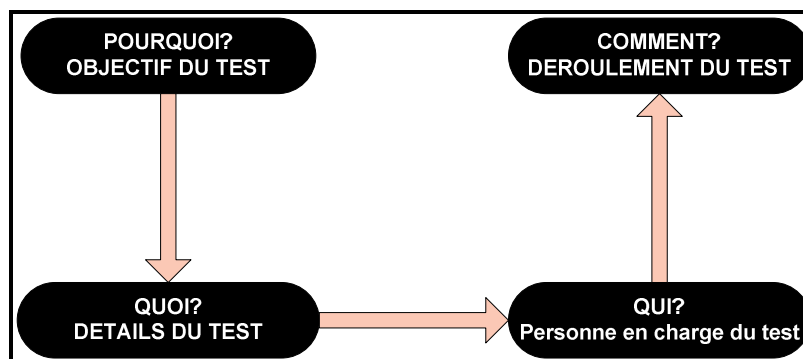 POURQUOI?
OBJECTIF DU TEST
COMMENT?
DEROULEMENT DU TEST
QUOI?
DETAILS DU TEST
QUI?
Personne en charge du test